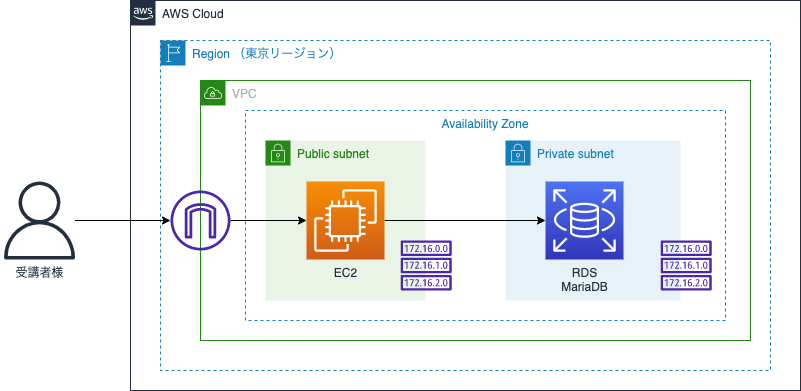 aws
AWS Cloud
Region （東京リージョン）
VPC
Availability Zone
Public subnet
Private subnet
受講者様
EC2
172.16.0.0
172.16.1.0
172.16.2.0
RDS
MariaDB
172.16.0.0
172.16.1.0
172.16.2.0